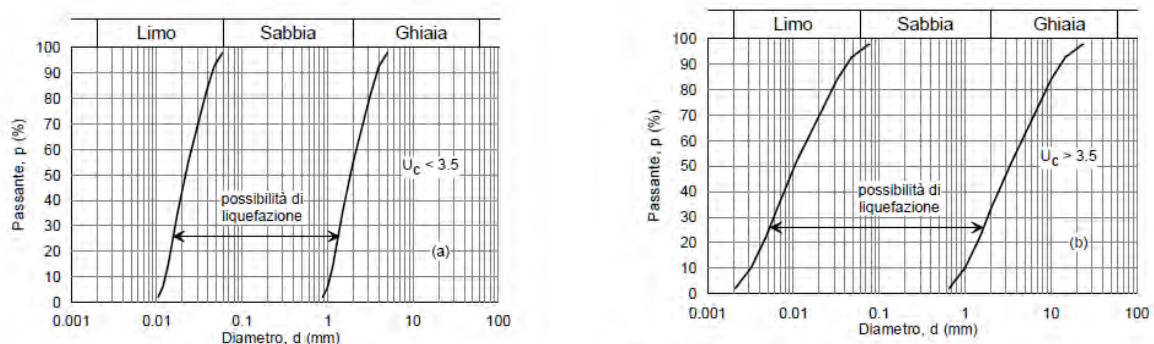 Limo Sabbia Ghiaia
100
90
80
70
60
50
40
30
20
10
0
Passante, p (%)
U_c < 3.5
possibilità di
liquefazione
(a)
0.001 0.01 0.1 1 10 100
Diametro, d (mm)
Limo Sabbia Ghiaia
100
90
80
70
60
50
40
30
20
10
0
Passante, p (%)
U_c > 3.5
possibilità di
liquefazione
(b)
0.001 0.01 0.1 1 10 100
Diametro, d (mm)